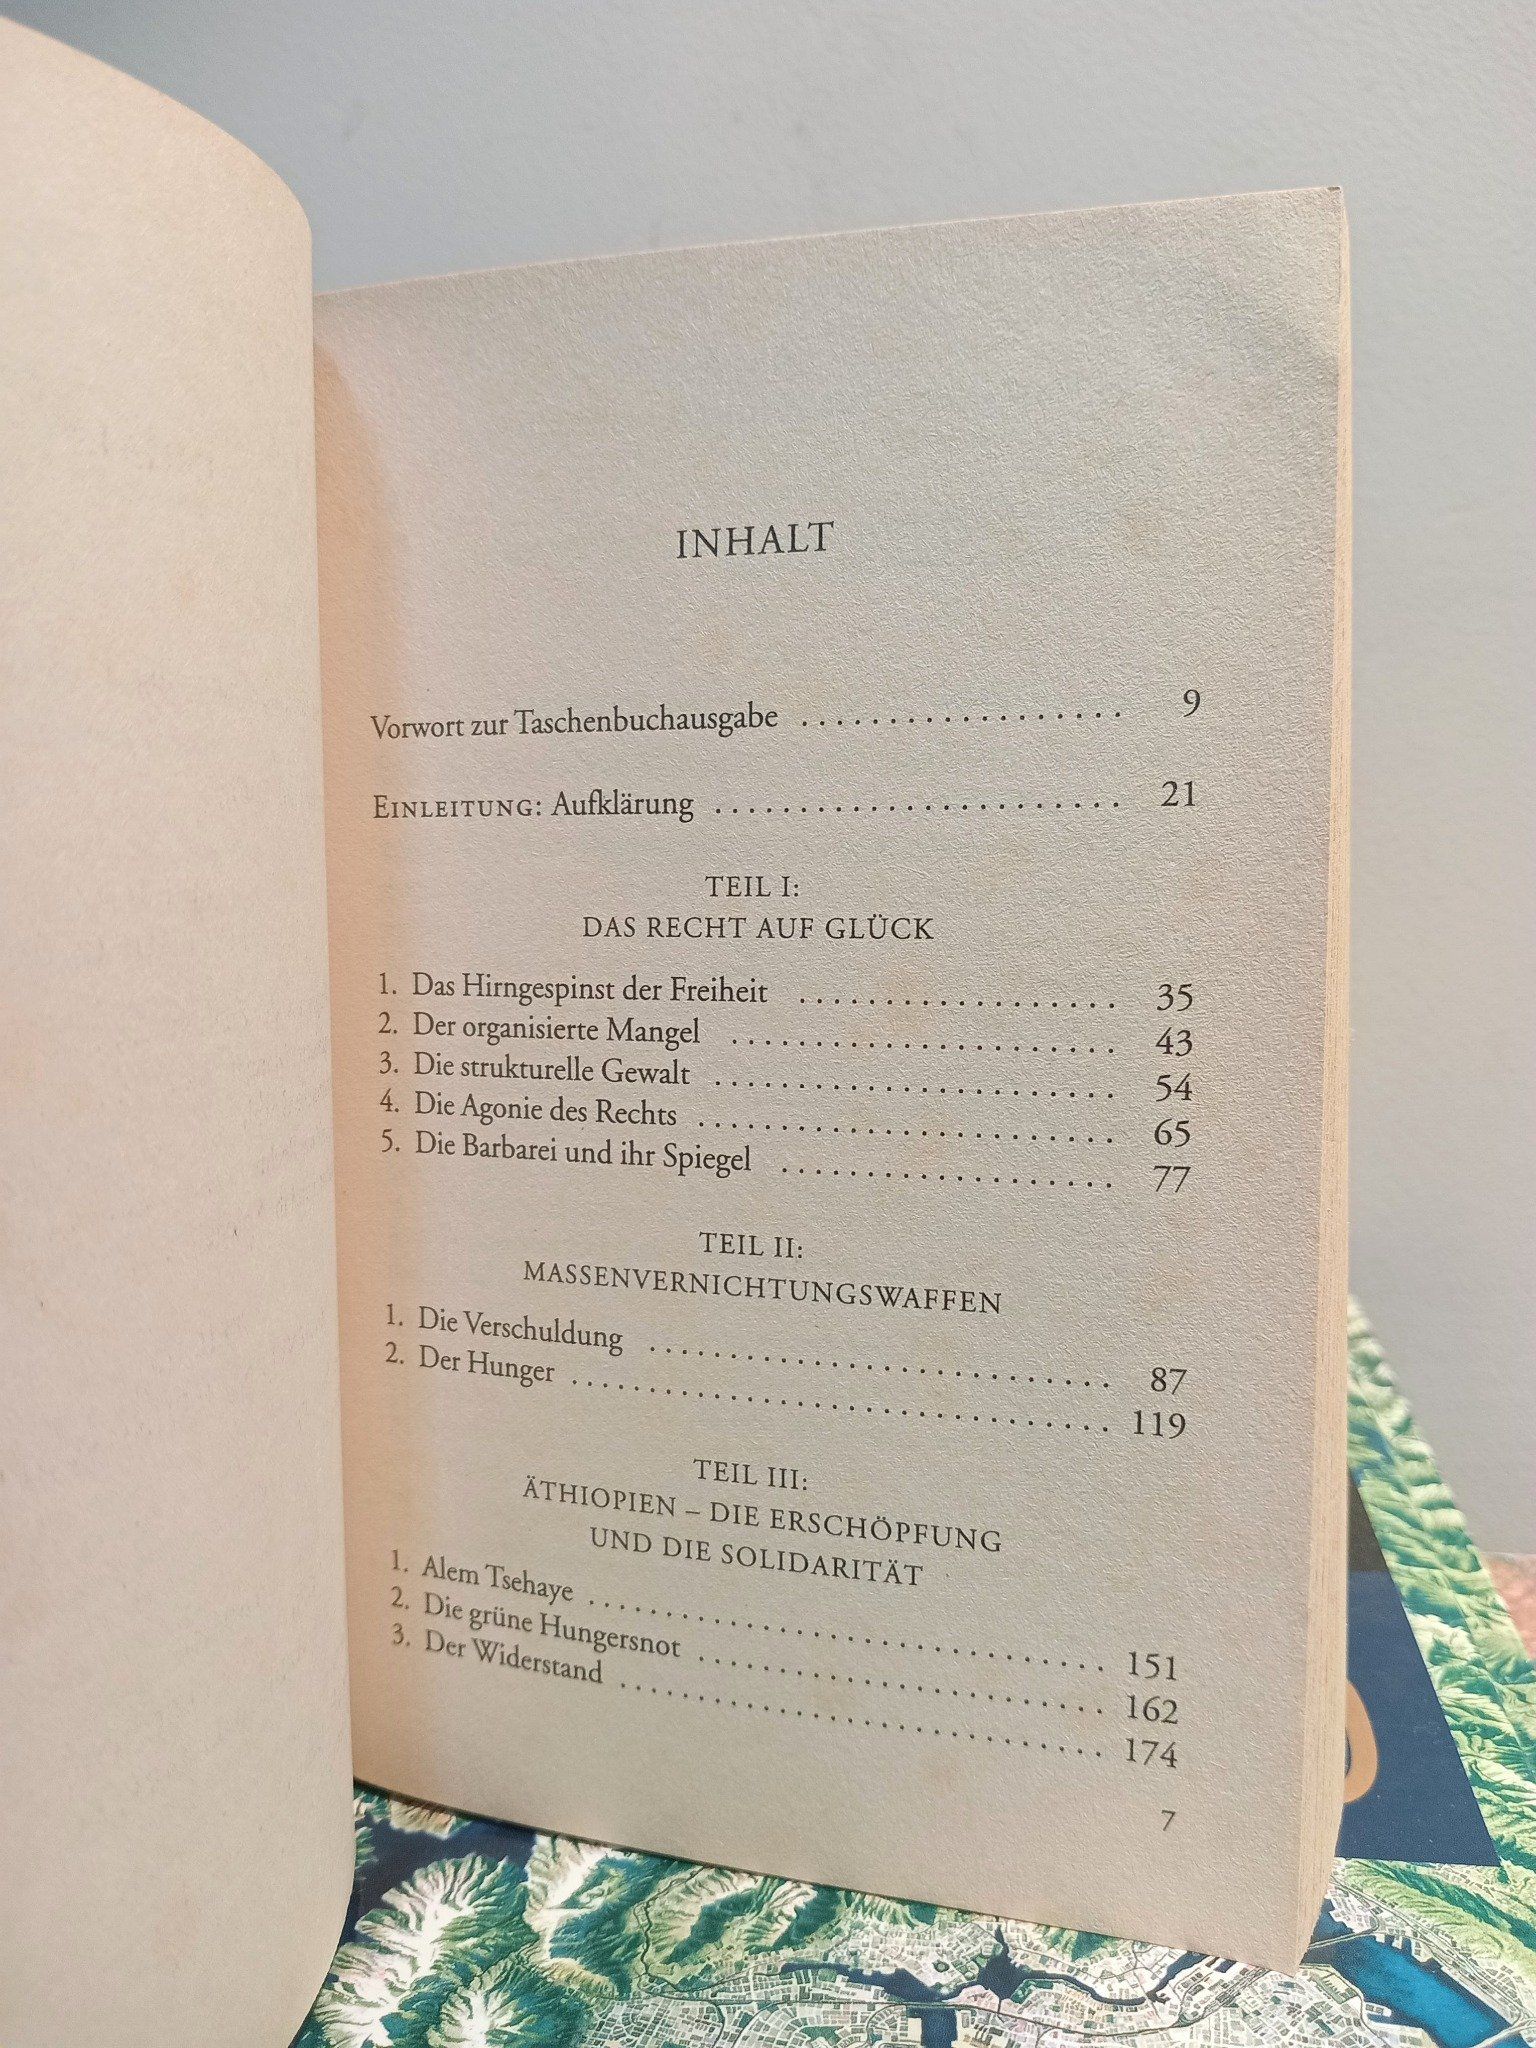 INHALT
Vorwort zur Taschenbuchausgabe . . . . . . . . . . . . . . . . . . . 9
EINLEITUNG: Aufklärung . . . . . . . . . . . . . . . . . . . . . . . . 21
TEIL I:
DAS RECHT AUF GLÜCK
1. Das Hirngespinst der Freiheit . . . . . . . . . . . . . . . . . . . 35
2. Der organisierte Mangel . . . . . . . . . . . . . . . . . . . . . . . 43
3. Die strukturelle Gewalt . . . . . . . . . . . . . . . . . . . . . . . . 54
4. Die Agonie des Rechts . . . . . . . . . . . . . . . . . . . . . . . . . 65
5. Die Barbarei und ihr Spiegel . . . . . . . . . . . . . . . . . . . . 77
TEIL II:
MASSENVERNICHTUNGSWAFFEN
1. Die Verschuldung . . . . . . . . . . . . . . . . . . . . . . . . . . . . 87
2. Der Hunger . . . . . . . . . . . . . . . . . . . . . . . . . . . . . . . . 119
TEIL III:
ÄTHIOPIEN – DIE ERSCHÖPFUNG
UND DIE SOLIDARITÄT
1. Alem Tsehaye . . . . . . . . . . . . . . . . . . . . . . . . . . . . . . . 151
2. Die grüne Hungersnot . . . . . . . . . . . . . . . . . . . . . . . . . 162
3. Der Widerstand . . . . . . . . . . . . . . . . . . . . . . . . . . . . . 174
7